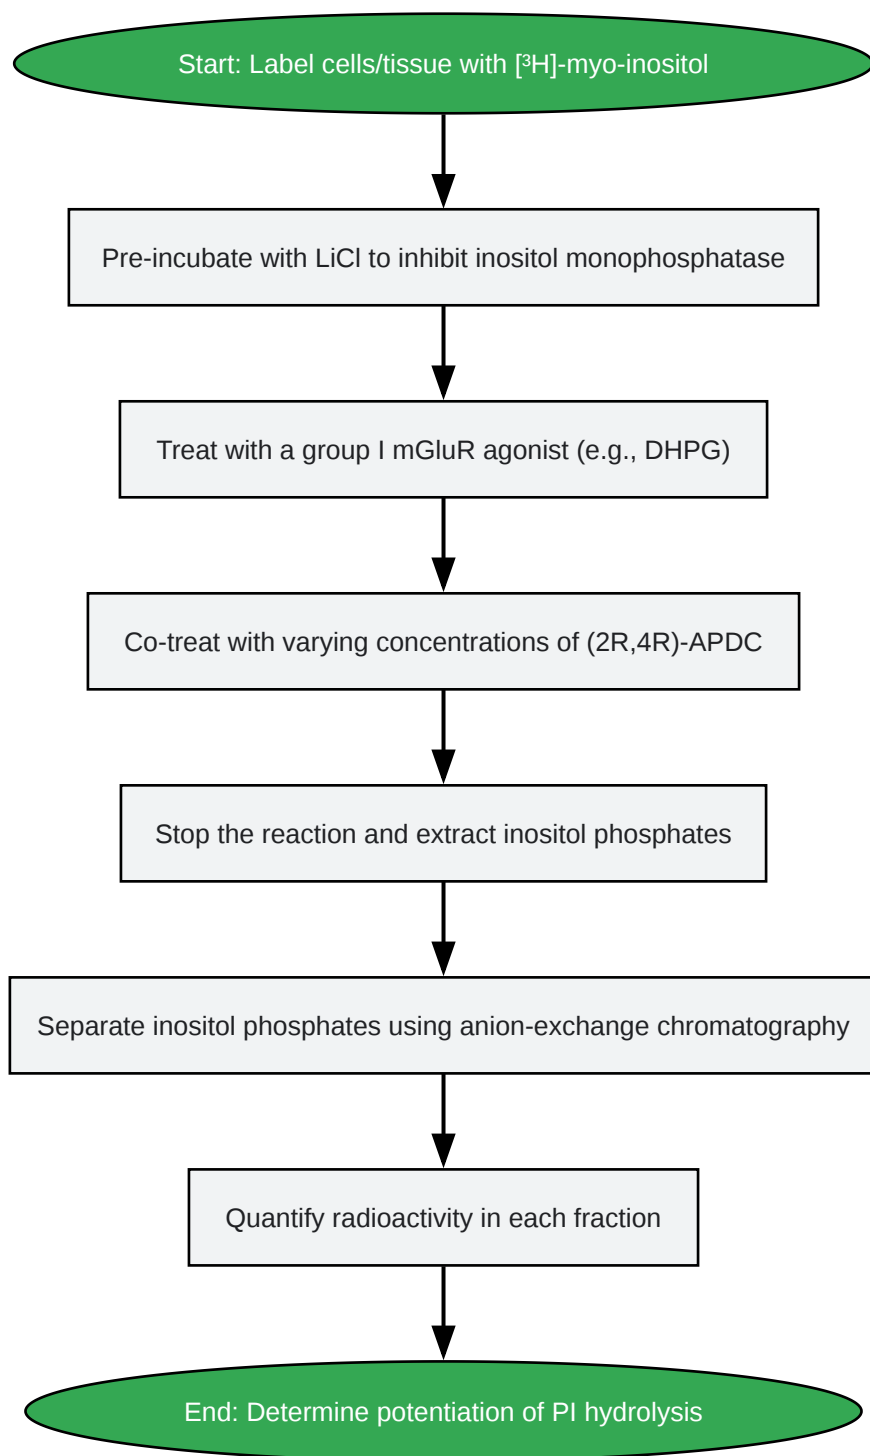 Start: Label cells/tissue with [³H]-myo-inositol
Pre-incubate with LiCl to inhibit inositol monophosphatase
Treat with a group I mGluR agonist (e.g., DHPG)
Co-treat with varying concentrations of (2R,4R)-APDC
Stop the reaction and extract inositol phosphates
Separate inositol phosphates using anion-exchange chromatography
Quantify radioactivity in each fraction
End: Determine potentiation of PI hydrolysis